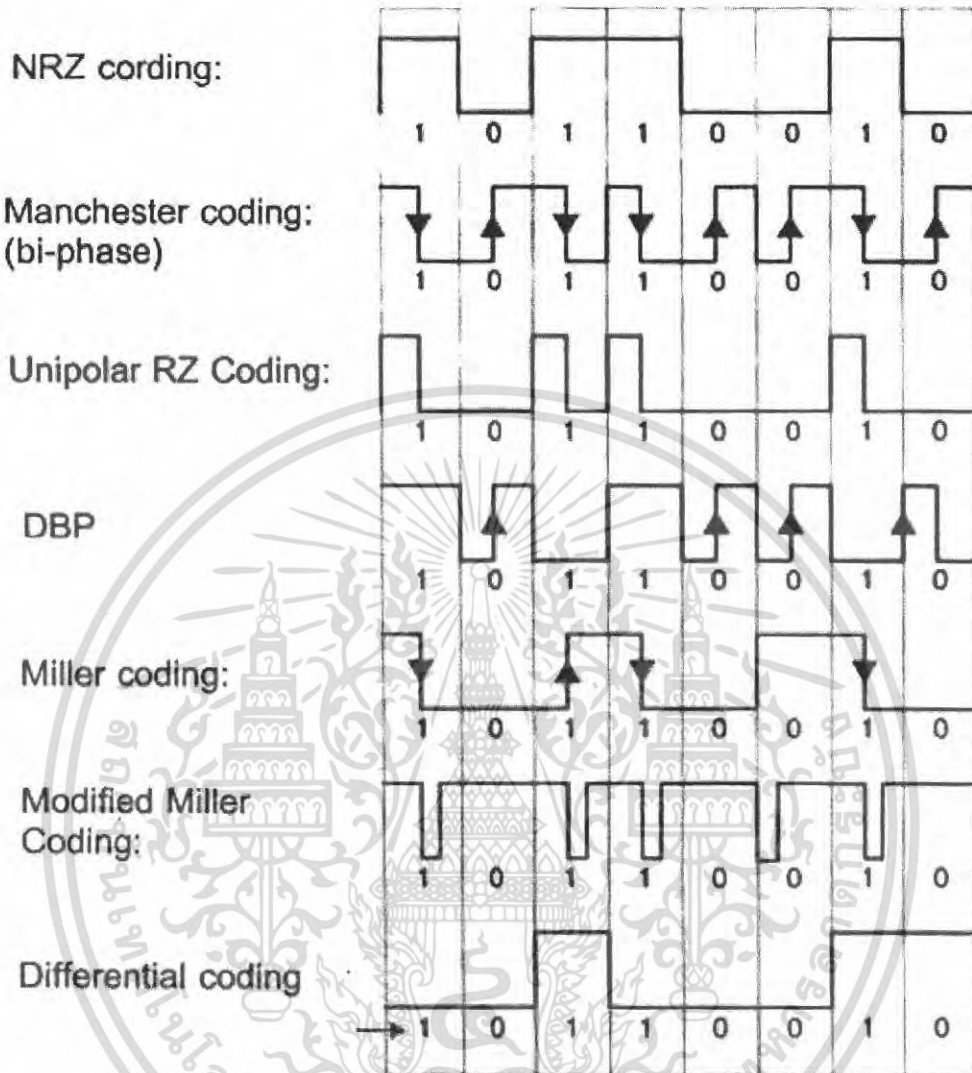 NRZ cording:
1 0 1 1 0 0 1 0
Manchester coding:
(bi-phase)
1 0 1 1 0 0 1 0
Unipolar RZ Coding:
1 0 1 1 0 0 1 0
DBP
1 0 1 1 0 0 1 0
Miller coding:
1 0 1 1 0 0 1 0
Modified Miller
Coding:
1 0 1 1 0 0 1 0
Differential coding
1 0 1 1 0 0 1 0